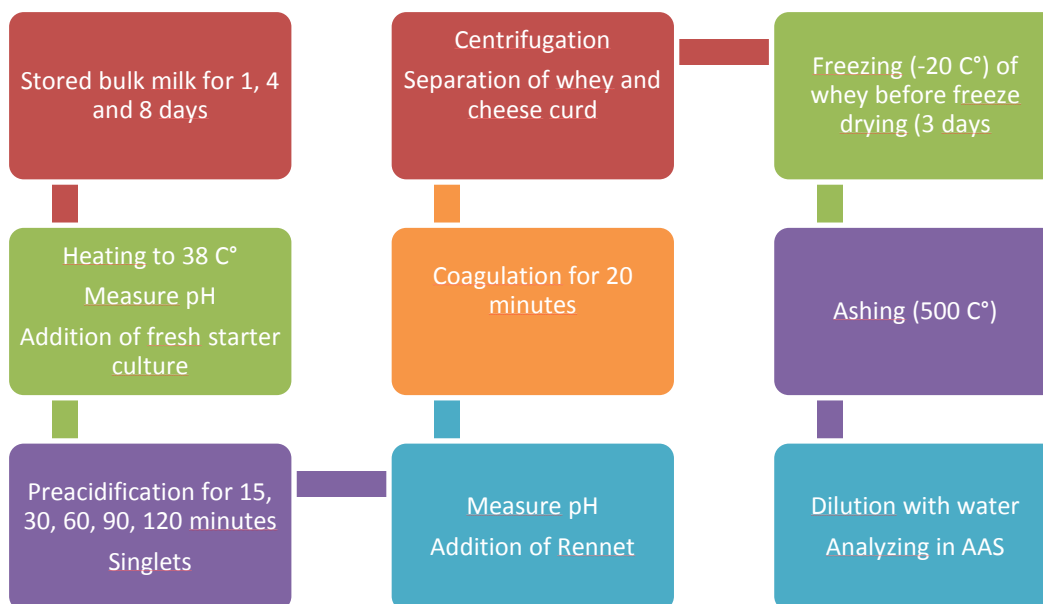 Stored bulk milk for 1, 4
and 8 days
Heating to 38 C°
Measure pH
Addition of fresh starter
culture
Preacidification for 15,
30, 60, 90, 120 minutes
Singlets
Measure pH
Addition of Rennet
Coagulation for 20
minutes
Centrifugation
Separation of whey and
cheese curd
Freezing (-20 C°) of
whey before freeze
drying (3 days
Ashing (500 C°)
Dilution with water
Analyzing in AAS